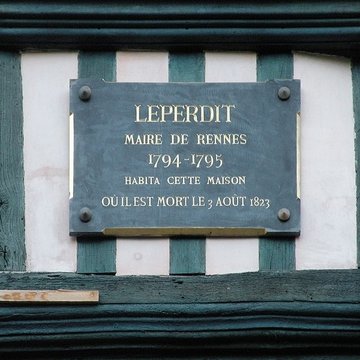 LEPERDIT
MAIRE DE RENNES
1794-1795
HABITA CETTE MAISON
OÙ IL EST MORT LE 3 AOÛT 1823